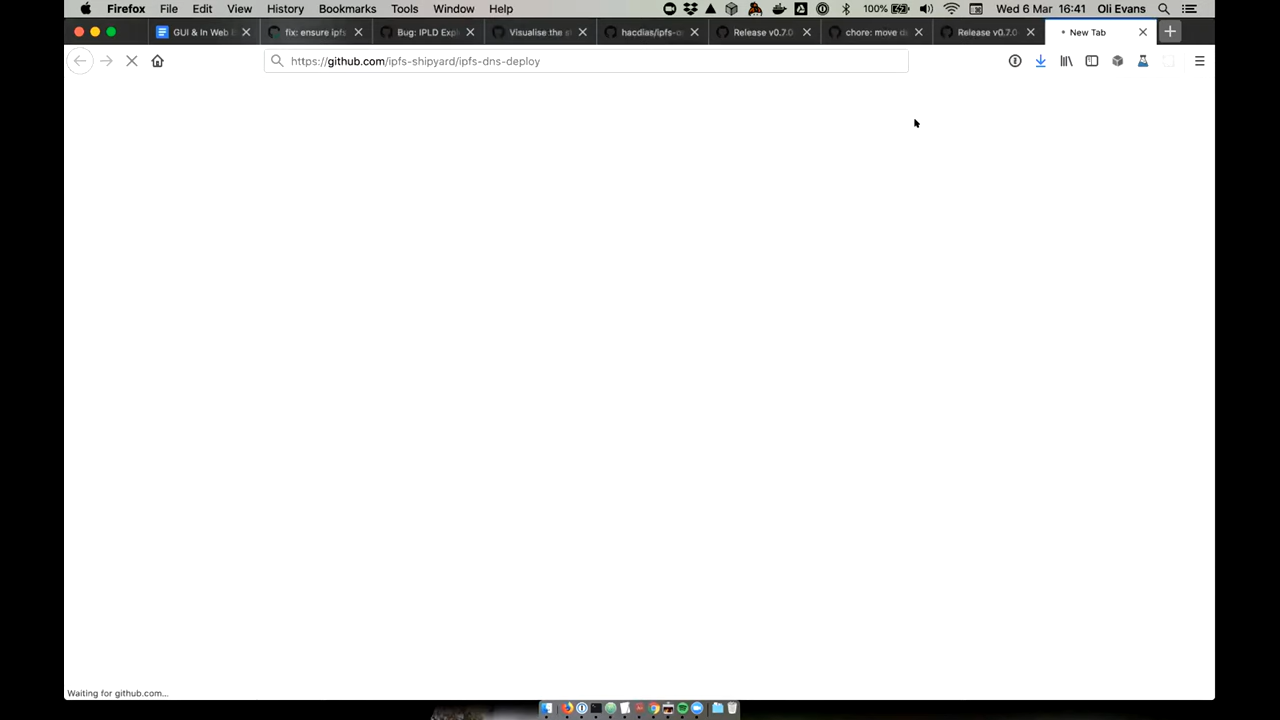 Firefox File Edit View History Bookmarks Tools Window Help 100% Wed 6 Mar 16:41 Oli Evans
GUI & In Web fix: ensure ipfs Bug: IPLD Exp Visualise the hacdias/ipfs- Release v0.7.0 chore: move Release v0.7.0 New Tab
https://github.com/ipfs-shipyard/ipfs-dns-deploy
Waiting for github.com...